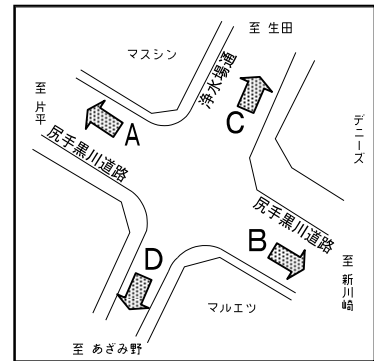 至 生田
マスシン
浄水場通
至 片平
A
C
デニーズ
尻手黒川道路
尻手黒川道路
B
D
至 新川崎
マルエツ
至 あざみ野